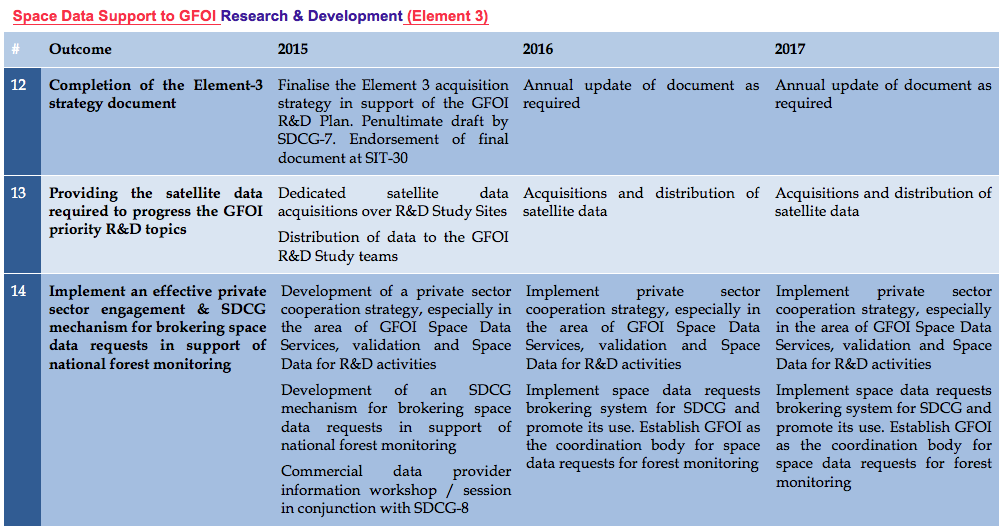 Space Data Support to GFOI Research & Development (Element 3)
# Outcome 2015 2016 2017
12 Completion of the Element-3 strategy document
Finalise the Element 3 acquisition
strategy in support of the GFOI
R&D Plan. Penultimate draft by
SDCG-7. Endorsement of final
document at SIT-30
Annual update of document as
required
Annual update of document as
required
13 Providing the satellite data
required to progress the GFOI
priority R&D topics
Dedicated satellite data
acquisitions over R&D Study Sites
Distribution of data to the GFOI
R&D Study teams
Acquisitions and distribution of
satellite data
Acquisitions and distribution of
satellite data
14 Implement an effective private
sector engagement & SDCG
mechanism for brokering space
data requests in support of
national forest monitoring
Development of a private sector
cooperation strategy, especially in
the area of GFOI Space Data
Services, validation and Space
Data for R&D activities
Development of an SDCG
mechanism for brokering space
data requests in support of
national forest monitoring
Commercial data provider
information workshop / session
in conjunction with SDCG-8
Implement private sector
cooperation strategy, especially in
the area of GFOI Space Data
Services, validation and Space
Data for R&D activities
Implement space data requests
brokering system for SDCG and
promote its use. Establish GFOI as
the coordination body for space
data requests for forest monitoring
Implement private sector
cooperation strategy, especially
in the area of GFOI Space Data
Services, validation and Space
Data for R&D activities
Implement space data requests
brokering system for SDCG and
promote its use. Establish GFOI
as the coordination body for
space data requests for forest
monitoring